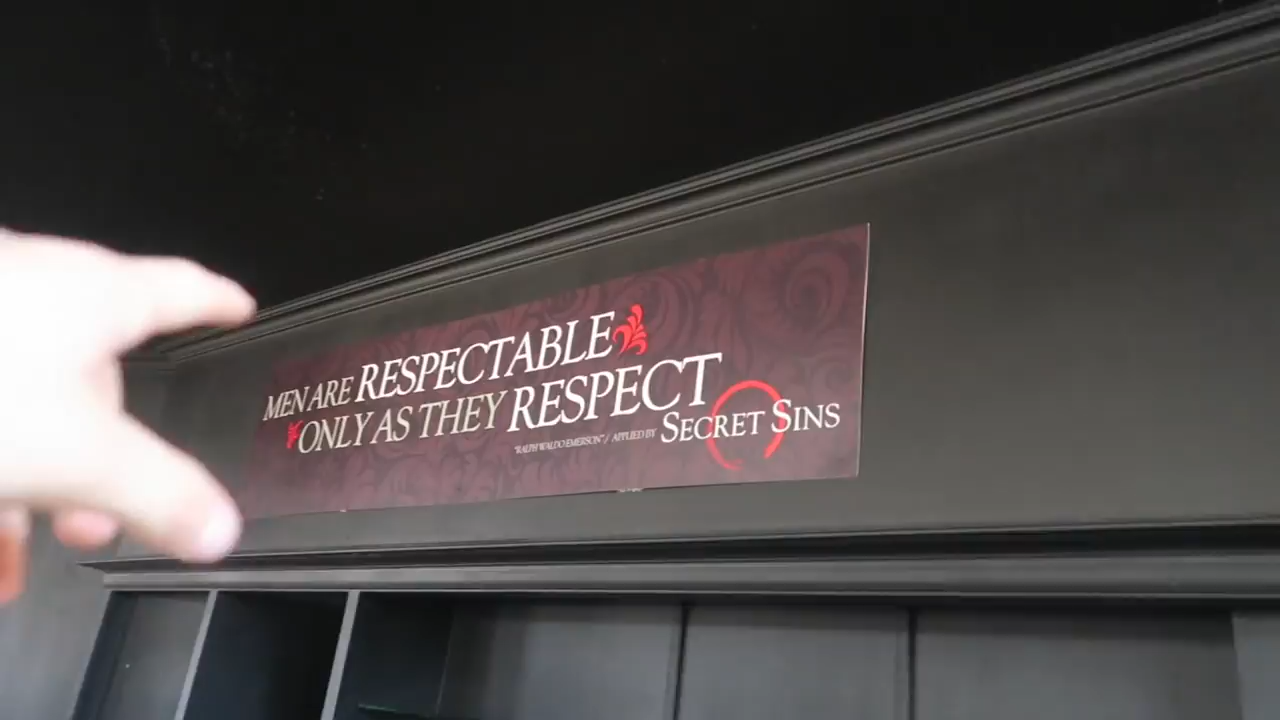 MEN ARE RESPECTABLE
ONLY AS THEY RESPECT
"RALPH WALDO EMERSON" / APPLIED BY SECRET SINS